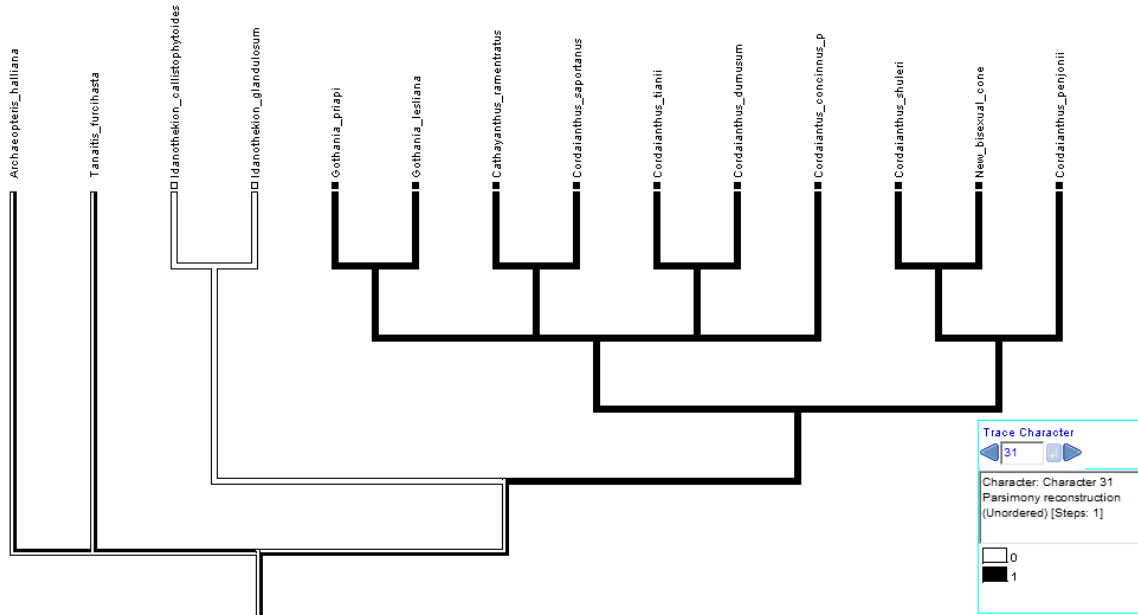 Archaeopteris_halliana
Tanaitis_furcihasta
Idanothekion_callistophytoides
Idanothekion_glandulosum
Gothania_priapi
Gothania_lesliana
Cathayanthus_ramentratus
Cordaianthus_saportanus
Cordaianthus_tianii
Cordaianthus_dumusum
Cordaiantus_concinnus_p
Cordaianthus_shuleri
New_bisexual_cone
Cordaianthus_penjonii
Trace Character
31
Character: Character 31
Parsimony reconstruction
(Unordered) [Steps: 1]
0
1